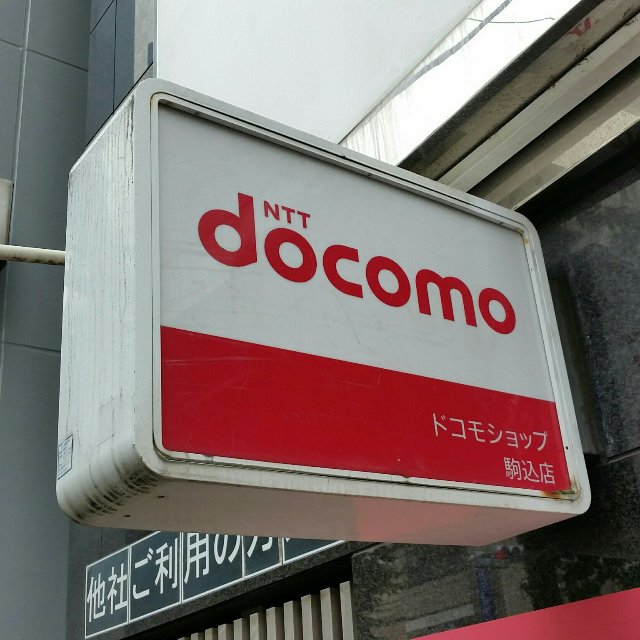 NTT
docomo
ドコモショップ
駒込店
他社ご利用の方